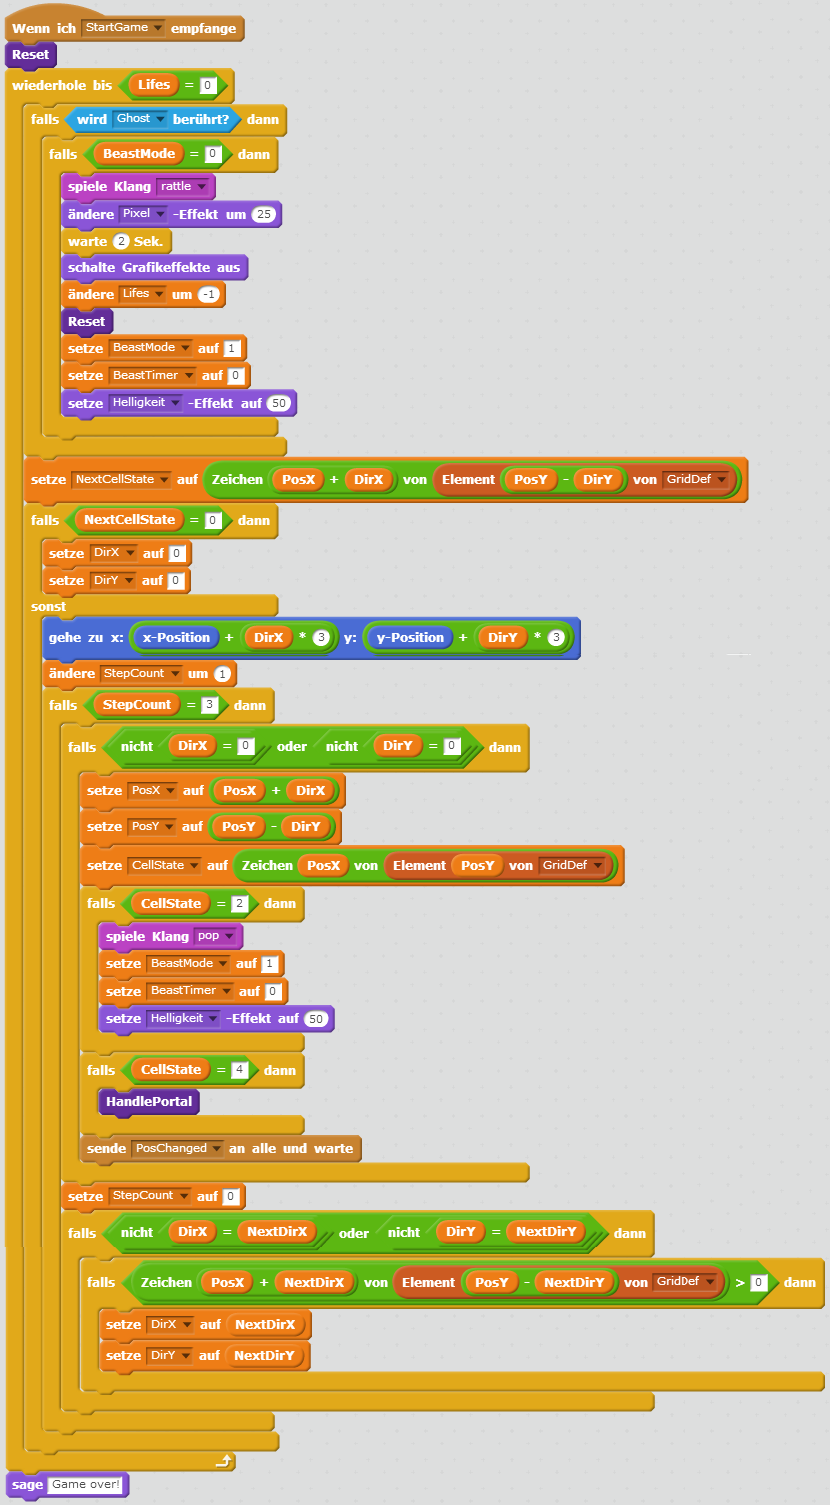 Wenn ich StartGame empfange
Reset
wiederhole bis Lifes = 0
falls wird Ghost berührt? dann
falls BeastMode = 0 dann
spiele Klang rattle
ändere Pixel -Effekt um 25
warte 2 Sek.
schalte Grafikeffekte aus
ändere Lifes um -1
Reset
setze BeastMode auf 1
setze BeastTimer auf 0
setze Helligkeit -Effekt auf 50
setze NextCellState auf Zeichen PosX + DirX von Element PosY - DirY von GridDef
falls NextCellState = 0 dann
setze DirX auf 0
setze DirY auf 0
sonst
gehe zu x: x-Position + DirX * 3 y: y-Position + DirY * 3
ändere StepCount um 1
falls StepCount = 3 dann
falls nicht DirX = 0 oder nicht DirY = 0 dann
setze PosX auf PosX + DirX
setze PosY auf PosY - DirY
setze CellState auf Zeichen PosX von Element PosY von GridDef
falls CellState = 2 dann
spiele Klang pop
setze BeastMode auf 1
setze BeastTimer auf 0
setze Helligkeit -Effekt auf 50
falls CellState = 4 dann
HandlePortal
sende PosChanged an alle und warte
setze StepCount auf 0
falls nicht DirX = NextDirX oder nicht DirY = NextDirY dann
falls Zeichen PosX + NextDirX von Element PosY - NextDirY von GridDef > 0 dann
setze DirX auf NextDirX
setze DirY auf NextDirY
sage Game over!